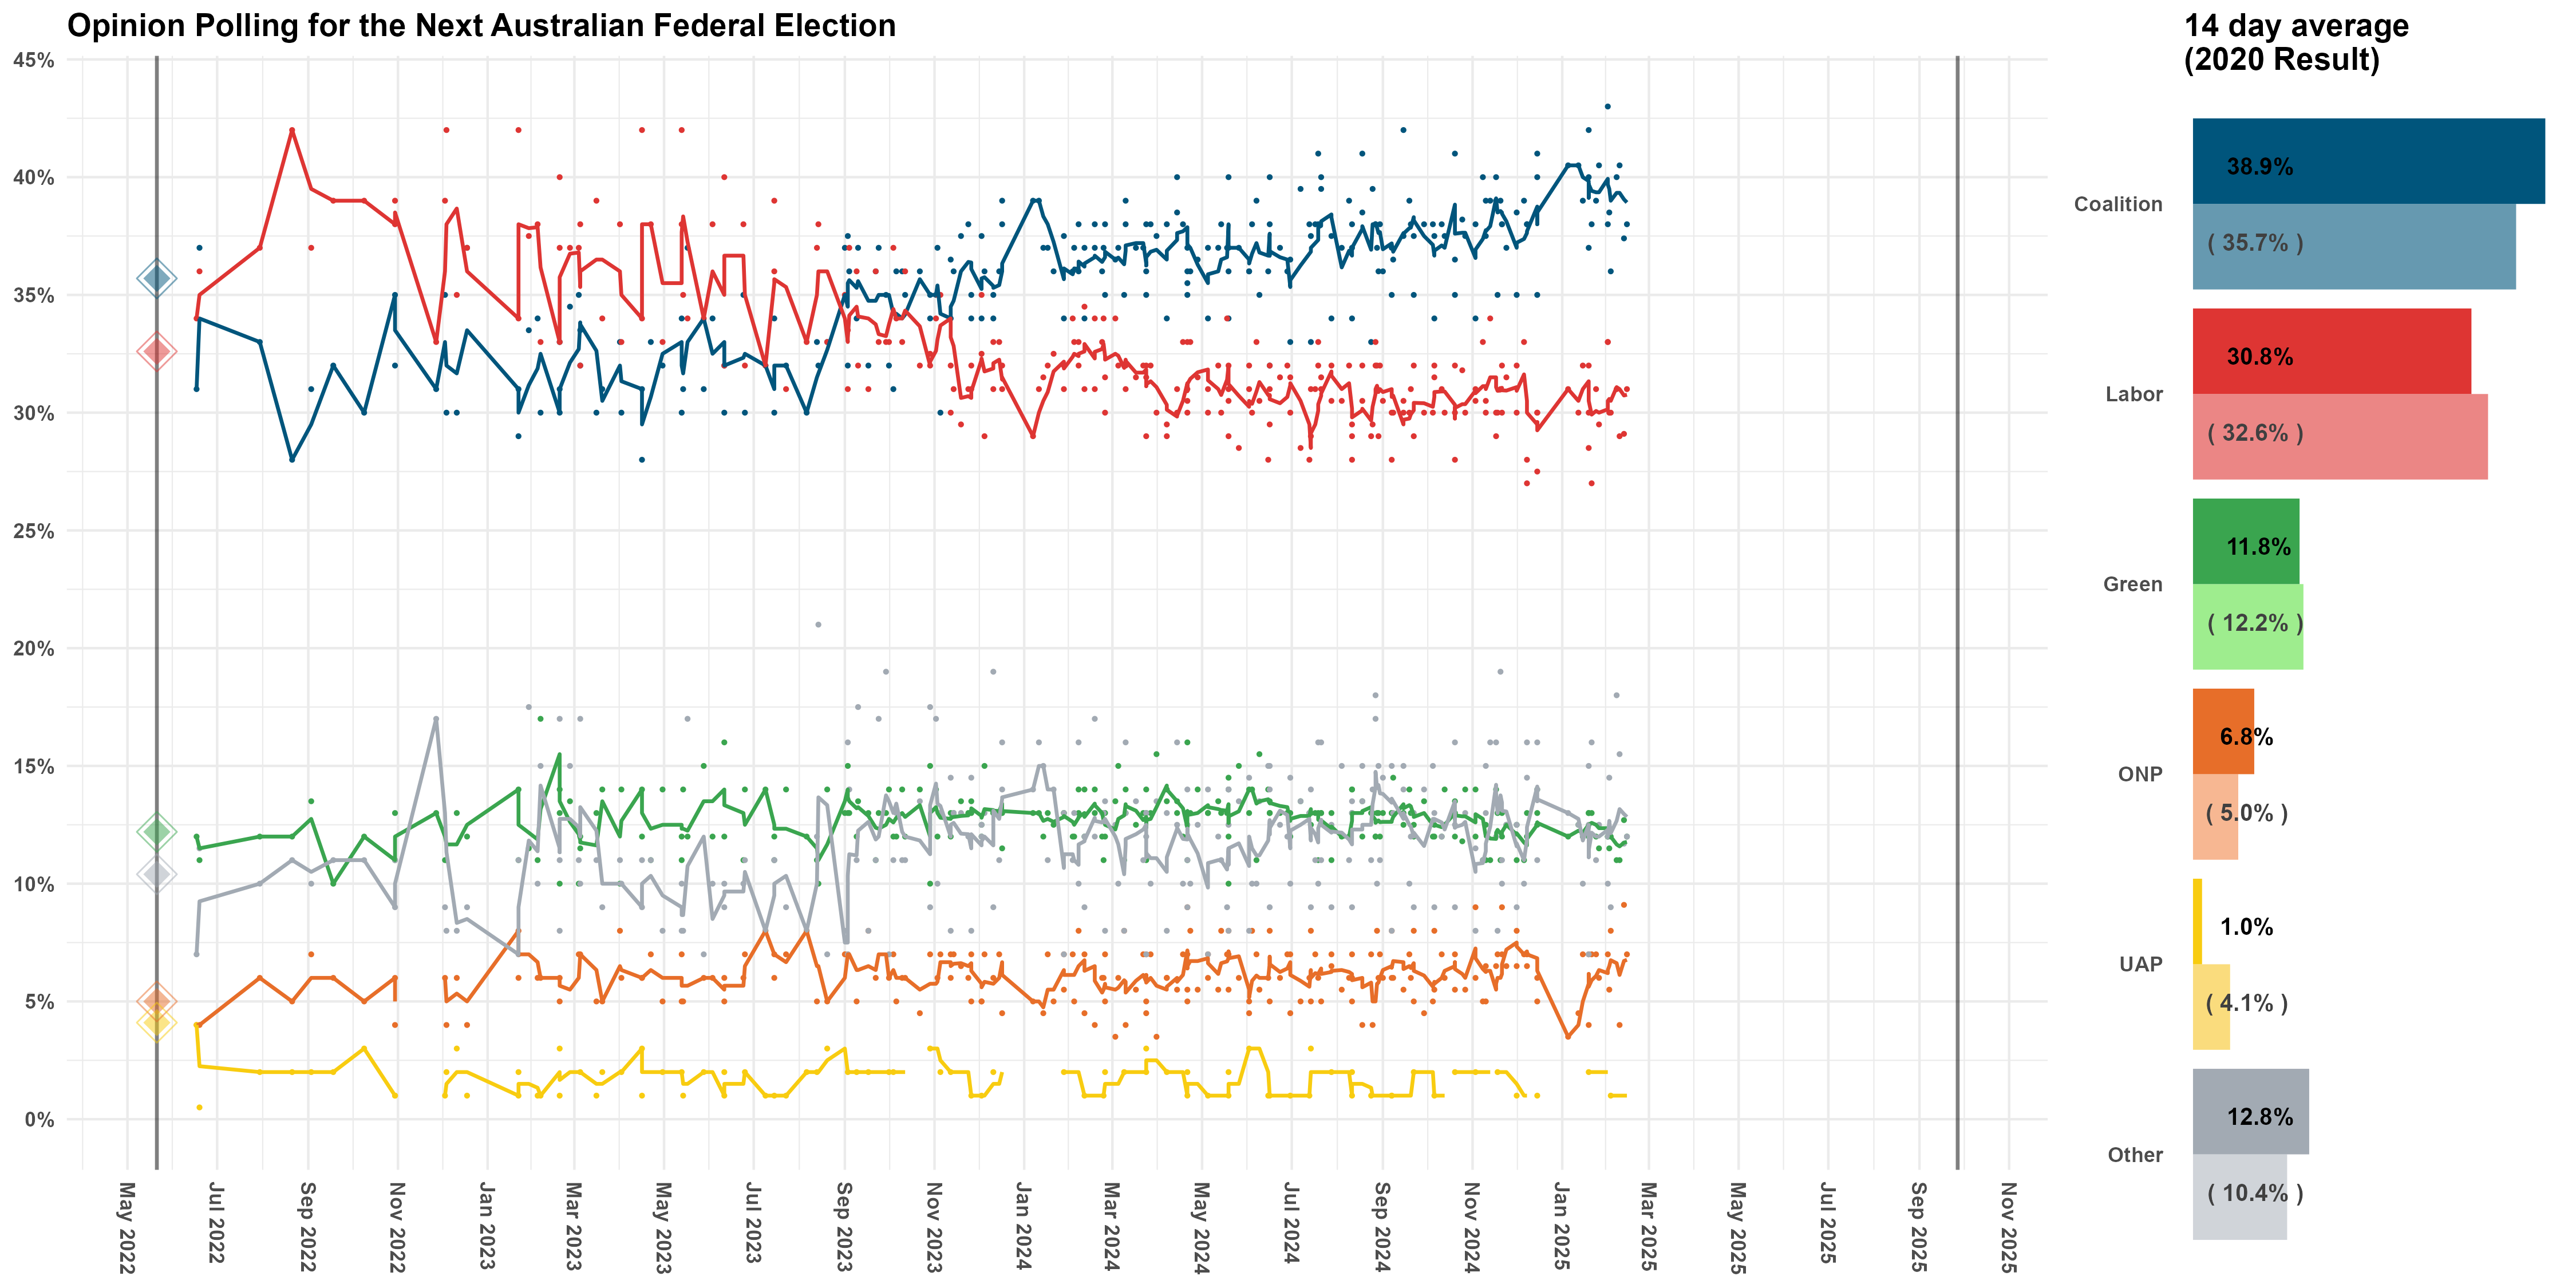 Opinion Polling for the Next Australian Federal Election
14 day average
(2020 Result)
45%
40%
35%
30%
25%
20%
15%
10%
5%
0%
May 2022
Jul 2022
Sep 2022
Nov 2022
Jan 2023
Mar 2023
May 2023
Jul 2023
Sep 2023
Nov 2023
Jan 2024
Mar 2024
May 2024
Jul 2024
Sep 2024
Nov 2024
Jan 2025
Mar 2025
May 2025
Jul 2025
Sep 2025
Nov 2025
Coalition
38.9%
( 35.7% )
Labor
30.8%
( 32.6% )
Green
11.8%
( 12.2% )
ONP
6.8%
( 5.0% )
UAP
1.0%
( 4.1% )
Other
12.8%
( 10.4% )